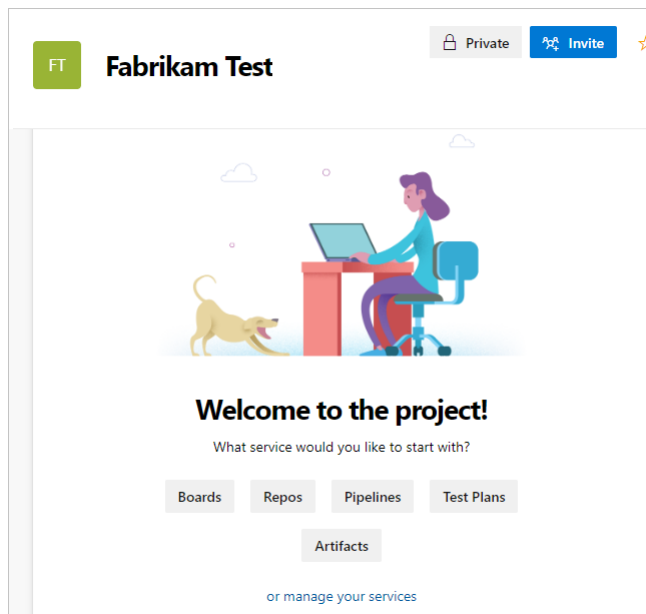 FT
Fabrikam Test
Private
Invite
Welcome to the project!
What service would you like to start with?
Boards Repos Pipelines Test Plans
Artifacts
or manage your services